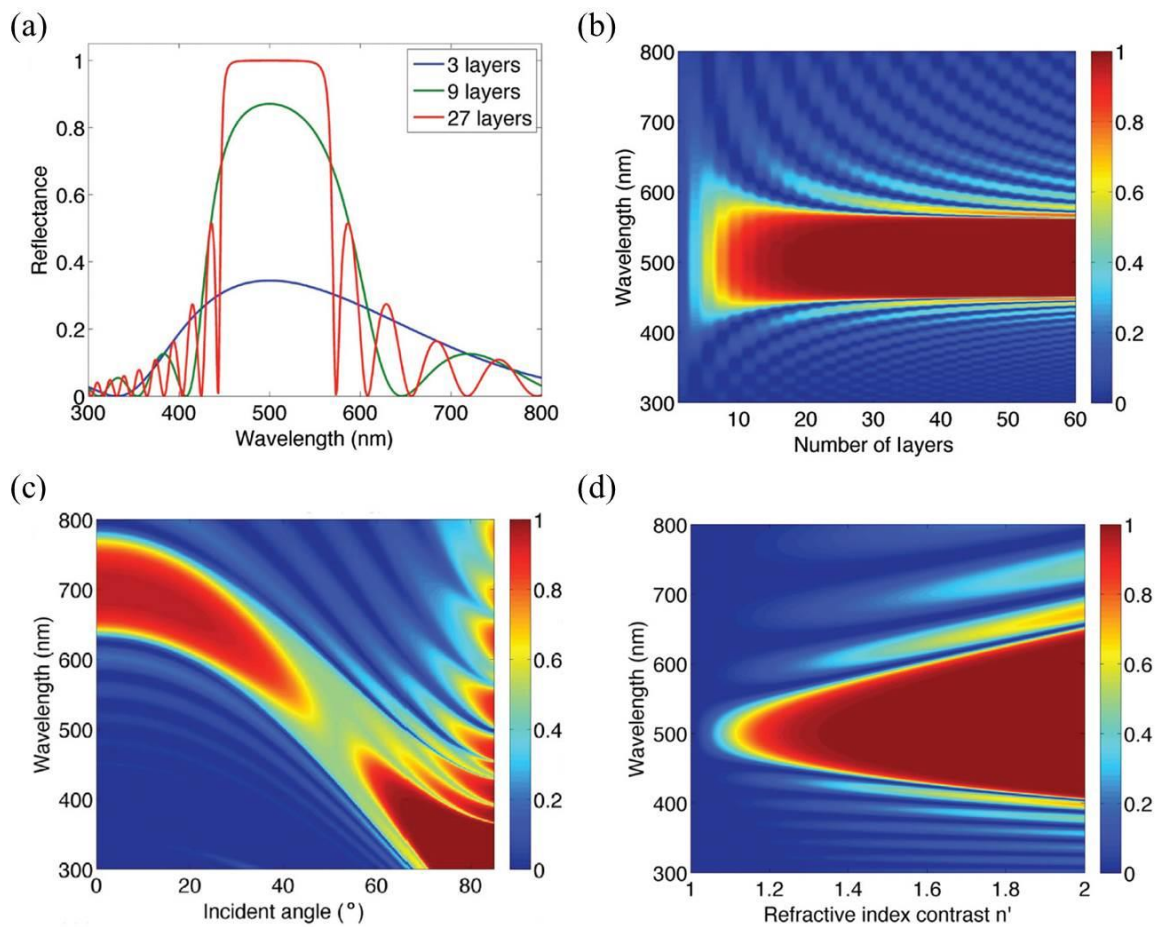 (a)
1
0.8
0.6
0.4
0.2
0
Reflectance
3 layers
9 layers
27 layers
300 400 500 600 700 800
Wavelength (nm)
(b)
800
700
600
500
400
300
Wavelength (nm)
10 20 30 40 50 60
Number of layers
1
0.8
0.6
0.4
0.2
0
(c)
800
700
600
500
400
300
Wavelength (nm)
0 20 40 60 80
Incident angle (°)
1
0.8
0.6
0.4
0.2
0
(d)
800
700
600
500
400
300
Wavelength (nm)
1 1.2 1.4 1.6 1.8 2
Refractive index contrast n'
1
0.8
0.6
0.4
0.2
0